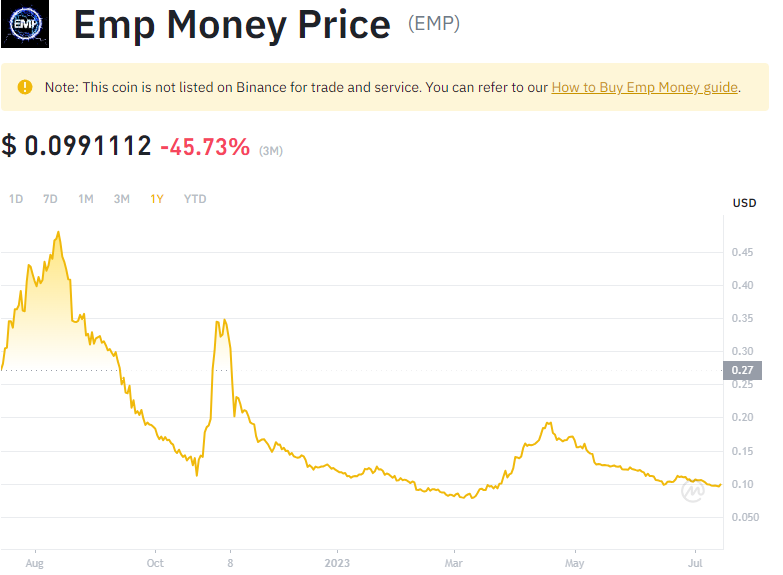 EMP
Emp Money Price (EMP)
Note: This coin is not listed on Binance for trade and service. You can refer to our How to Buy Emp Money guide.
$ 0.0991112 -45.73% (3M)
1D 7D 1M 3M 1Y YTD
USD
0.45
0.40
0.35
0.30
0.27
0.25
0.20
0.15
0.10
0.050
Aug Oct 8 2023 Mar May Jul